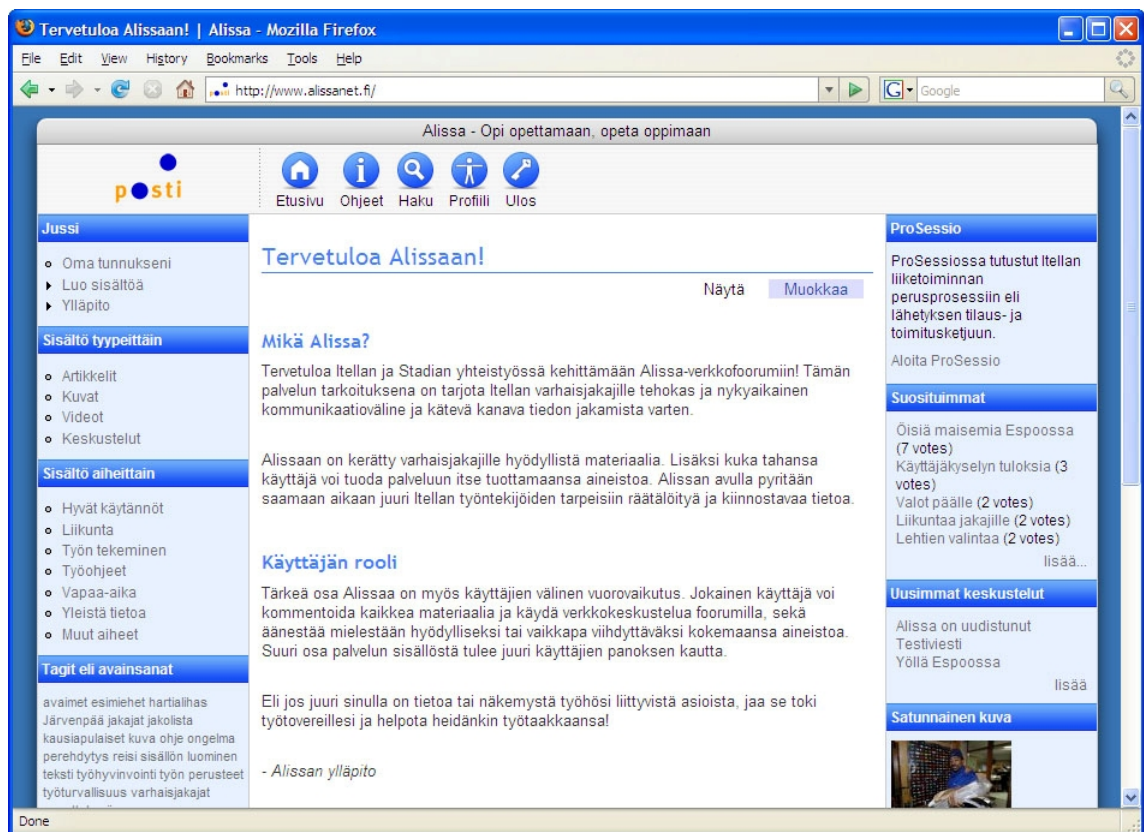 Tervetuloa Alissaan! | Alissa - Mozilla Firefox
File Edit View History Bookmarks Tools Help
http://www.alissanet.fi/
Google
Alissa - Opi opettamaan, opeta oppimaan
posti
Etusivu Ohjeet Haku Profiili Ulos
Jussi
Oma tunnukseni
Luo sisältöä
Ylläpito
Sisältö tyypeittäin
Artikkelit
Kuvat
Videot
Keskustelut
Sisältö aiheittain
Hyvät käytännöt
Liikunta
Työn tekeminen
Työohjeet
Vapaa-aika
Yleistä tietoa
Muut aiheet
Tagit eli avainsanat
avaimet esimiehet hartialihas
Järvenpää jakajat jakolista
kausiapulaiset kuva ohje ongelma
perehdytys reisi sisällön luominen
teksti työhyvinvointi työn perusteet
työturvallisuus varhaisjakajat
Tervetuloa Alissaan!
Näytä Muokkaa
Mikä Alissa?
Tervetuloa Itellan ja Stadian yhteistyössä kehittämään Alissa-verkkofoorumiin! Tämän
palvelun tarkoituksena on tarjota Itellan varhaisjakajille tehokas ja nykyaikainen
kommunikaatioväline ja kätevä kanava tiedon jakamista varten.
Alissaan on kerätty varhaisjakajille hyödyllistä materiaalia. Lisäksi kuka tahansa
käyttäjä voi tuoda palveluun itse tuottamaansa aineistoa. Alissan avulla pyritään
saamaan aikaan juuri Itellan työntekijöiden tarpeisiin räätälöityä ja kiinnostavaa tietoa.
Käyttäjän rooli
Tärkeä osa Alissaa on myös käyttäjien välinen vuorovaikutus. Jokainen käyttäjä voi
kommentoida kaikkea materiaalia ja käydä verkkokeskustelua foorumilla, sekä
äänestää mielestään hyödylliseksi tai vaikkapa viihdyttäväksi kokemaansa aineistoa.
Suuri osa palvelun sisällöstä tulee juuri käyttäjien panoksen kautta.
Eli jos juuri sinulla on tietoa tai näkemystä työhösi liittyvistä asioista, jaa se toki
työtovereillesi ja helpota heidänkin työtaakkaansa!
- Alissan ylläpito
ProSessio
ProSessiossa tutustut Itellan
liiketoiminnan
perusprosessiin eli
lähetyksen tilaus- ja
toimitusketjuun.
Aloita ProSessio
Suosituimmat
Öisiä maisemia Espoossa
(7 votes)
Käyttäjäkyselyn tuloksia (3
votes)
Valot päälle (2 votes)
Liikuntaa jakajille (2 votes)
Lehtien valintaa (2 votes)
lisää...
Uusimmat keskustelut
Alissa on uudistunut
Testiviesti
Yöllä Espoossa
lisää
Satunnainen kuva
Done